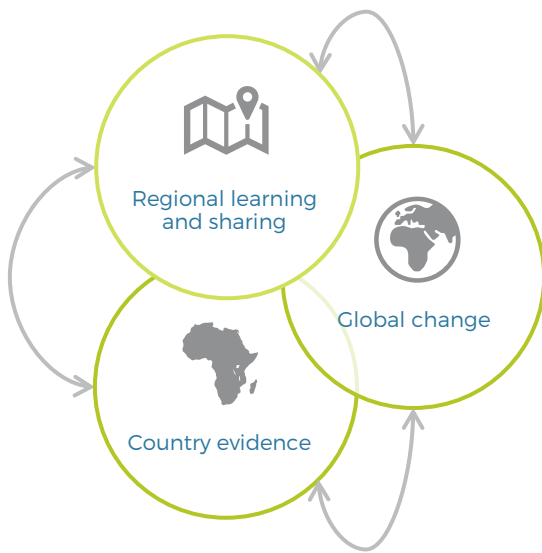 Regional learning
and sharing
Global change
Country evidence